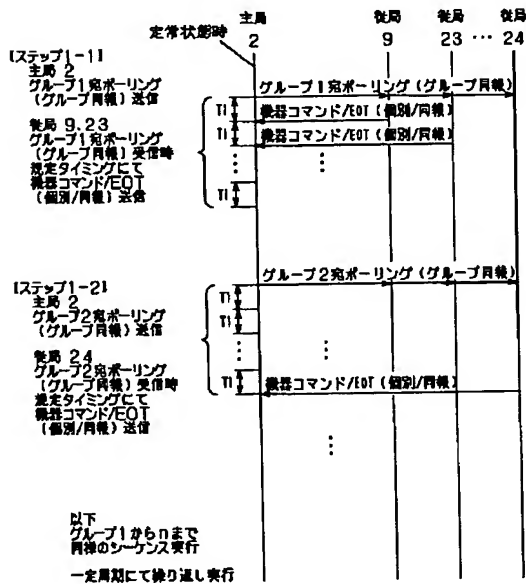 定常状態時
主局 従局 従局 従局
2 9 23 … 24
[ステップ1-1]
主局 2
グループ1宛ポーリング
(グループ同報) 送信
従局 9.23
グループ1宛ポーリング
(グループ同報) 受信時
規定タイミングにて
機器コマンド/EOT
(個別/同報) 送信
グループ1宛ポーリング (グループ同報)
T1
機器コマンド/EOT (個別/同報)
T1
機器コマンド/EOT (個別/同報)
T1
[ステップ1-2]
主局 2
グループ2宛ポーリング
(グループ同報) 送信
従局 24
グループ2宛ポーリング
(グループ同報) 受信時
規定タイミングにて
機器コマンド/EOT
(個別/同報) 送信
グループ2宛ポーリング (グループ同報)
T1
T1
T1
機器コマンド/EOT (個別/同報)
以下
グループ1からnまで
同様のシーケンス実行
一定周期にて繰り返し実行